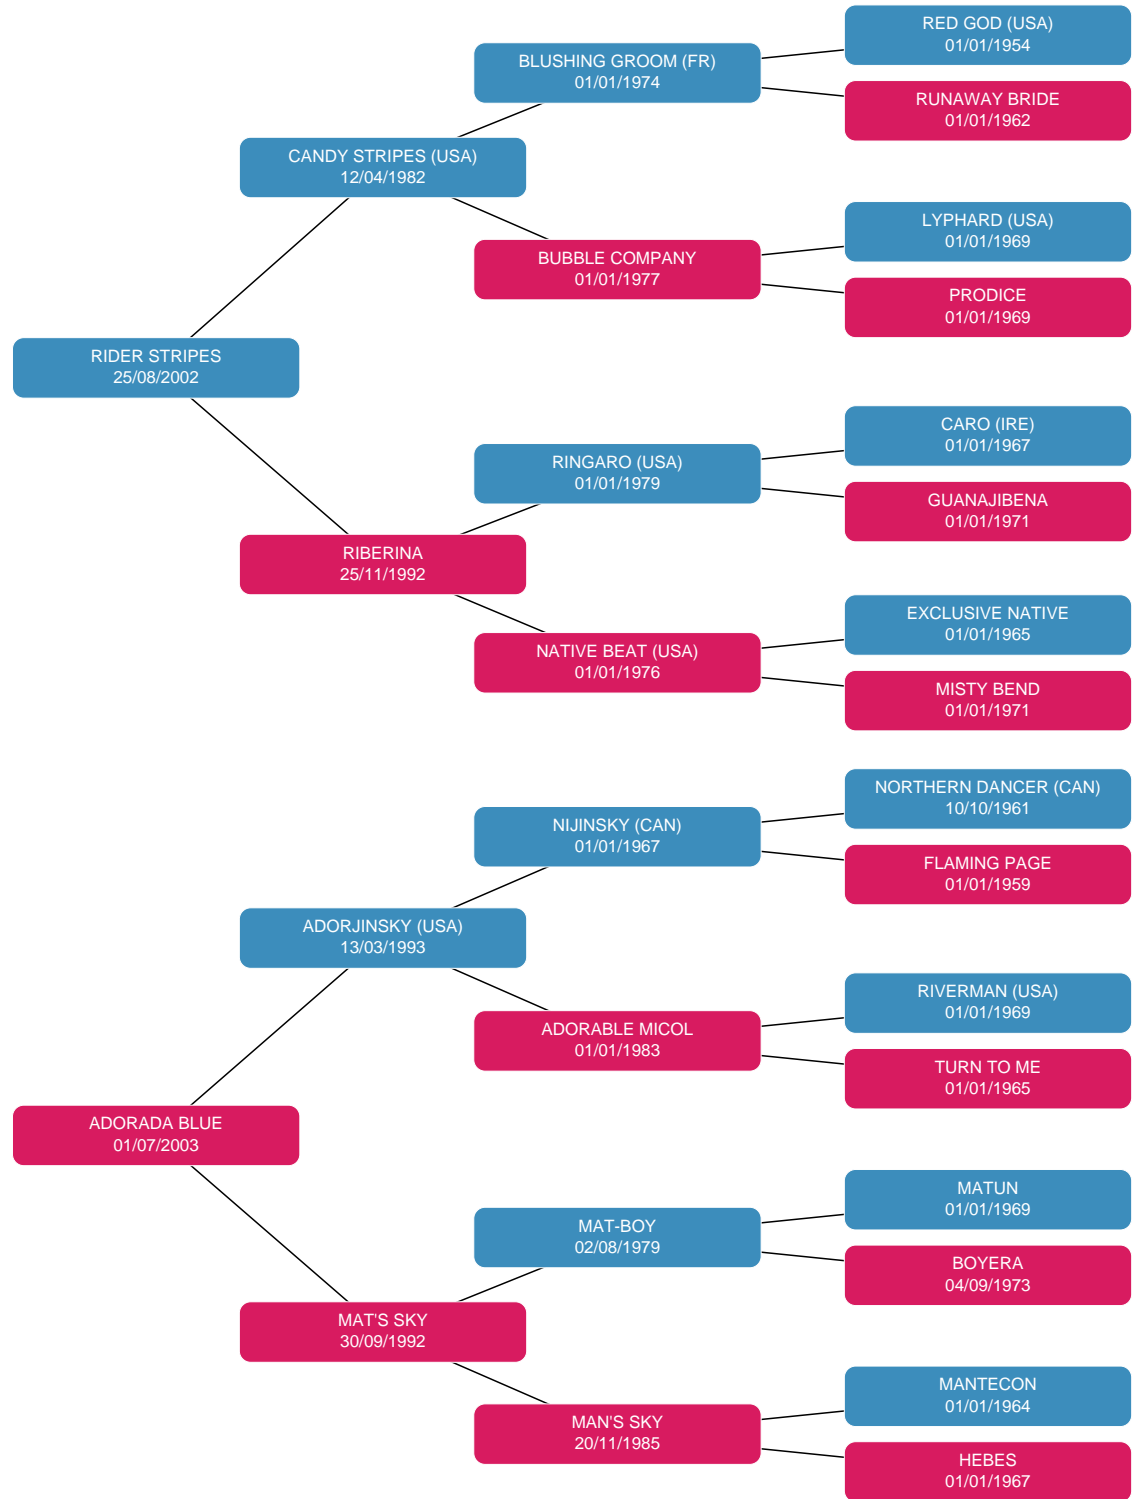 RED GOD (USA)
01/01/1954
BLUSHING GROOM (FR)
01/01/1974
RUNAWAY BRIDE
01/01/1962
CANDY STRIPES (USA)
12/04/1982
LYPHARD (USA)
01/01/1969
BUBBLE COMPANY
01/01/1977
PRODICE
01/01/1969
RIDER STRIPES
25/08/2002
CARO (IRE)
01/01/1967
RINGARO (USA)
01/01/1979
GUANAJIBENA
01/01/1971
RIBERINA
25/11/1992
EXCLUSIVE NATIVE
01/01/1965
NATIVE BEAT (USA)
01/01/1976
MISTY BEND
01/01/1971
NORTHERN DANCER (CAN)
10/10/1961
NIJINSKY (CAN)
01/01/1967
FLAMING PAGE
01/01/1959
ADORJINSKY (USA)
13/03/1993
RIVERMAN (USA)
01/01/1969
ADORABLE MICOL
01/01/1983
TURN TO ME
01/01/1965
ADORADA BLUE
01/07/2003
MATUN
01/01/1969
MAT-BOY
02/08/1979
BOYERA
04/09/1973
MAT'S SKY
30/09/1992
MANTECON
01/01/1964
MAN'S SKY
20/11/1985
HEBES
01/01/1967